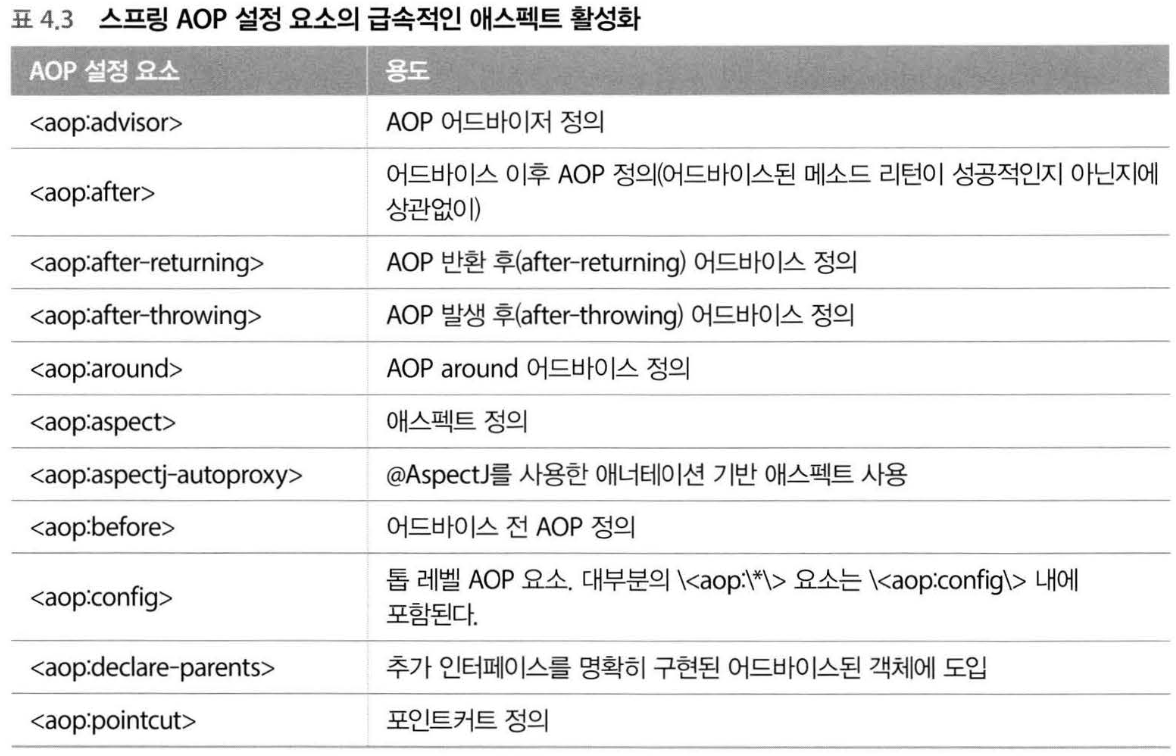 표 4.3 스프링 AOP 설정 요소의 급속적인 애스펙트 활성화
AOP 설정 요소 용도
<aop:advisor> AOP 어드바이저 정의
<aop:after> 어드바이스 이후 AOP 정의(어드바이스된 메소드 리턴이 성공적인지 아닌지에
상관없이)
<aop:after-returning> AOP 반환 후(after-returning) 어드바이스 정의
<aop:after-throwing> AOP 발생 후(after-throwing) 어드바이스 정의
<aop:around> AOP around 어드바이스 정의
<aop:aspect> 애스펙트 정의
<aop:aspectj-autoproxy> @AspectJ를 사용한 애너테이션 기반 애스펙트 사용
<aop:before> 어드바이스 전 AOP 정의
<aop:config> 톱 레벨 AOP 요소. 대부분의 \<aop:\*\> 요소는 \<aop:config\> 내에
포함된다.
<aop:declare-parents> 추가 인터페이스를 명확히 구현된 어드바이스된 객체에 도입
<aop:pointcut> 포인트커트 정의